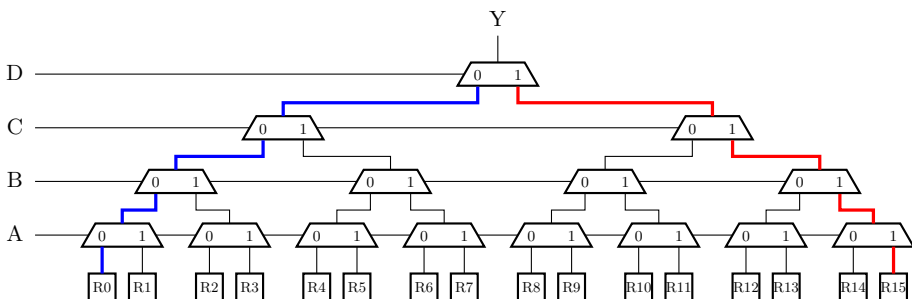 Y
D 0 1
C 0 1 0 1
B 0 1 0 1 0 1 0 1
A 0 1 0 1 0 1 0 1 0 1 0 1 0 1 0 1
R0 R1 R2 R3 R4 R5 R6 R7 R8 R9 R10 R11 R12 R13 R14 R15